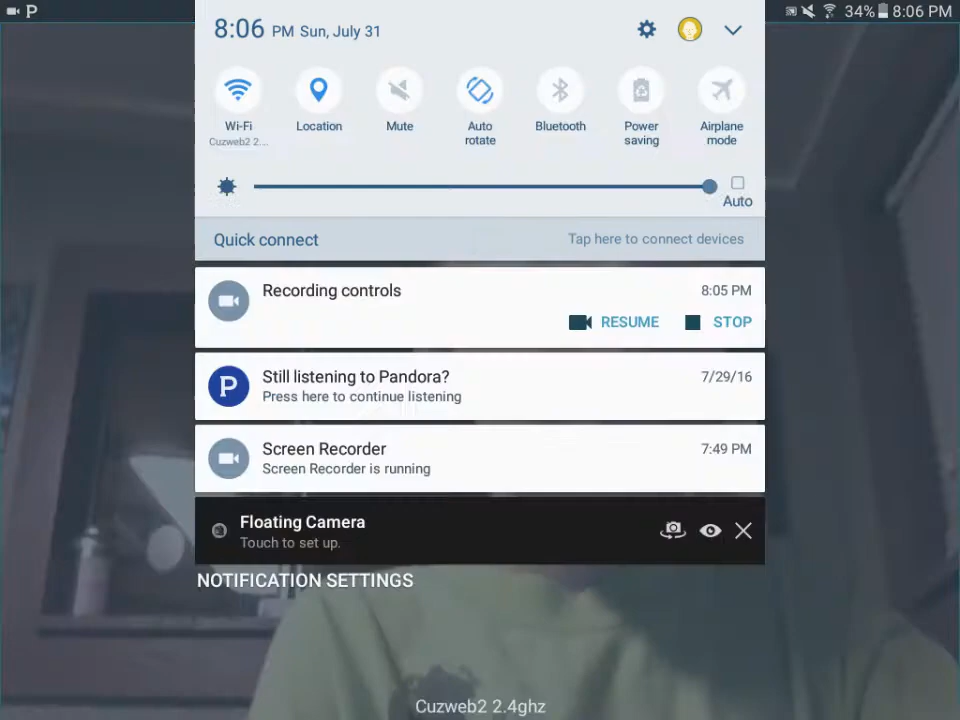 P
34% 8:06 PM
8:06 PM Sun, July 31
Wi-Fi
Cuzweb2 2...
Location
Mute
Auto
rotate
Bluetooth
Power
saving
Airplane
mode
Auto
Quick connect
Tap here to connect devices
Recording controls
8:05 PM
RESUME
STOP
P
Still listening to Pandora?
7/29/16
Press here to continue listening
Screen Recorder
7:49 PM
Screen Recorder is running
Floating Camera
Touch to set up.
NOTIFICATION SETTINGS
Cuzweb2 2.4ghz